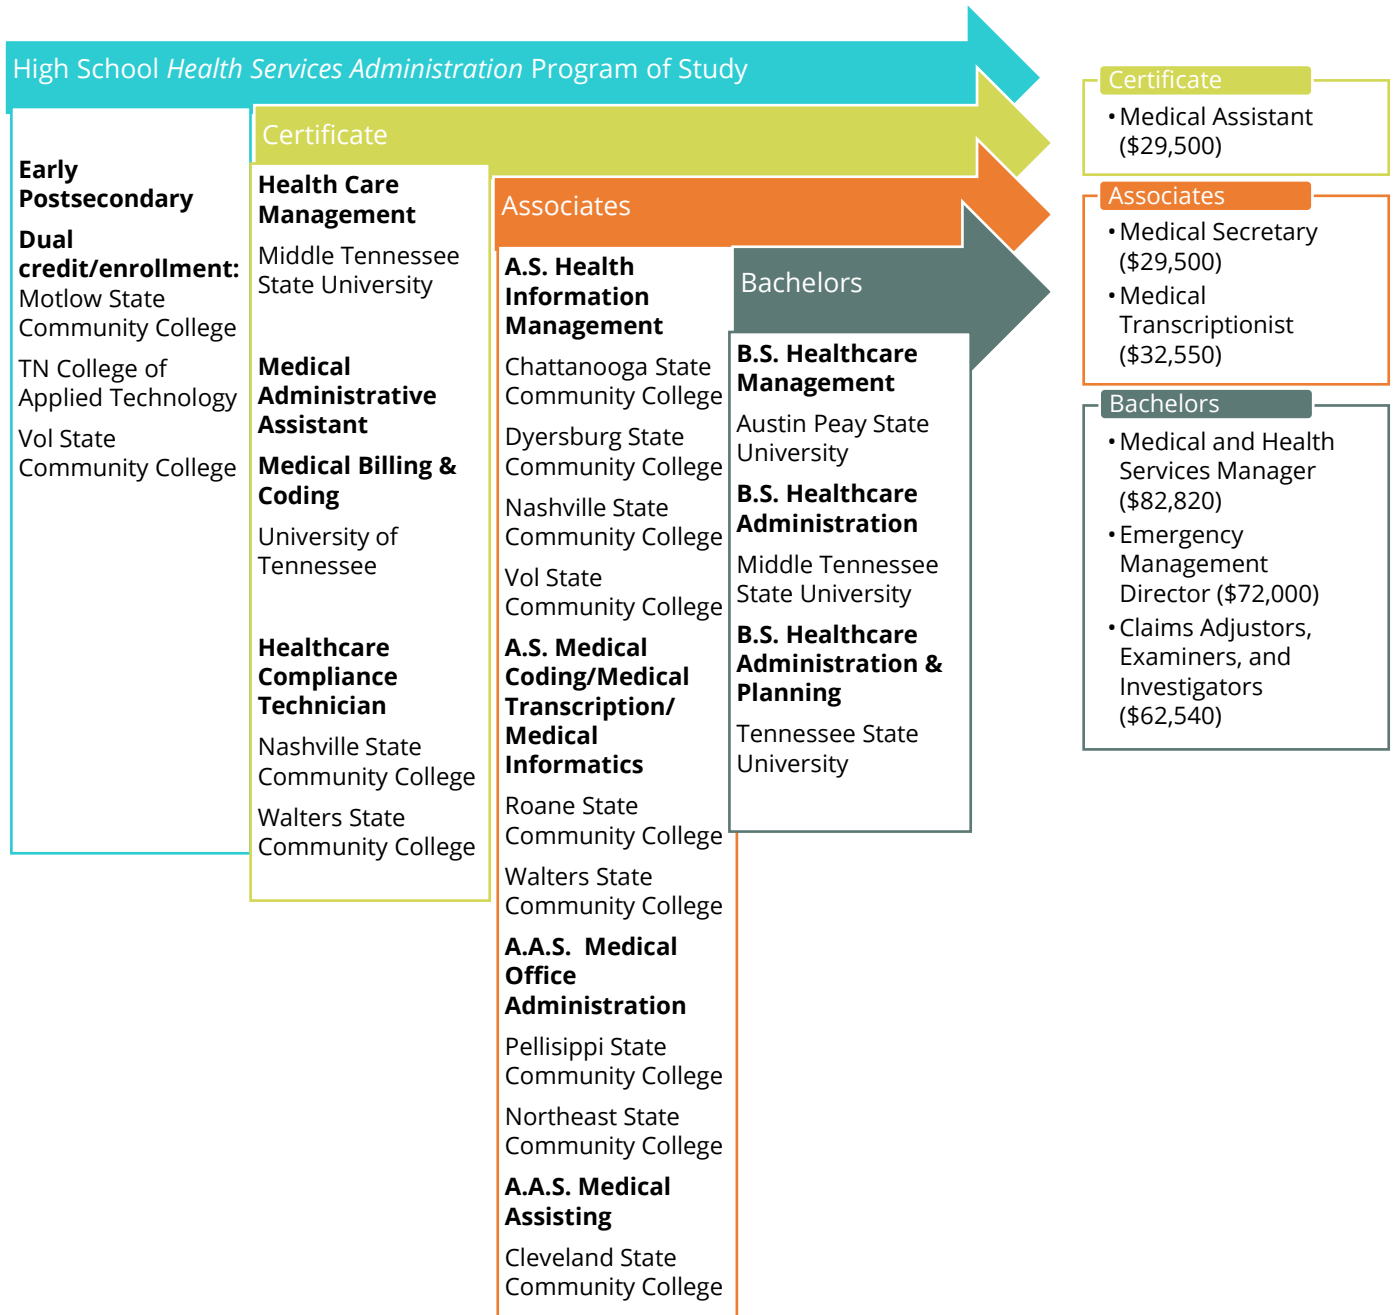 High School Health Services Administration Program of Study
Early
Postsecondary
Dual
credit/enrollment:
Motlow State
Community College
TN College of
Applied Technology
Vol State
Community College
Certificate
Health Care
Management
Middle Tennessee
State University
Medical
Administrative
Assistant
Medical Billing &
Coding
University of
Tennessee
Healthcare
Compliance
Technician
Nashville State
Community College
Walters State
Community College
Associates
A.S. Health
Information
Management
Chattanooga State
Community College
Dyersburg State
Community College
Nashville State
Community College
Vol State
Community College
A.S. Medical
Coding/Medical
Transcription/
Medical
Informatics
Roane State
Community College
Walters State
Community College
A.A.S.  Medical
Office
Administration
Pellisippi State
Community College
Northeast State
Community College
A.A.S. Medical
Assisting
Cleveland State
Community College
Bachelors
B.S. Healthcare
Management
Austin Peay State
University
B.S. Healthcare
Administration
Middle Tennessee
State University
B.S. Healthcare
Administration &
Planning
Tennessee State
University
Certificate
• Medical Assistant
($29,500)
Associates
• Medical Secretary
($29,500)
• Medical
Transcriptionist
($32,550)
Bachelors
• Medical and Health
Services Manager
($82,820)
• Emergency
Management
Director ($72,000)
• Claims Adjustors,
Examiners, and
Investigators
($62,540)